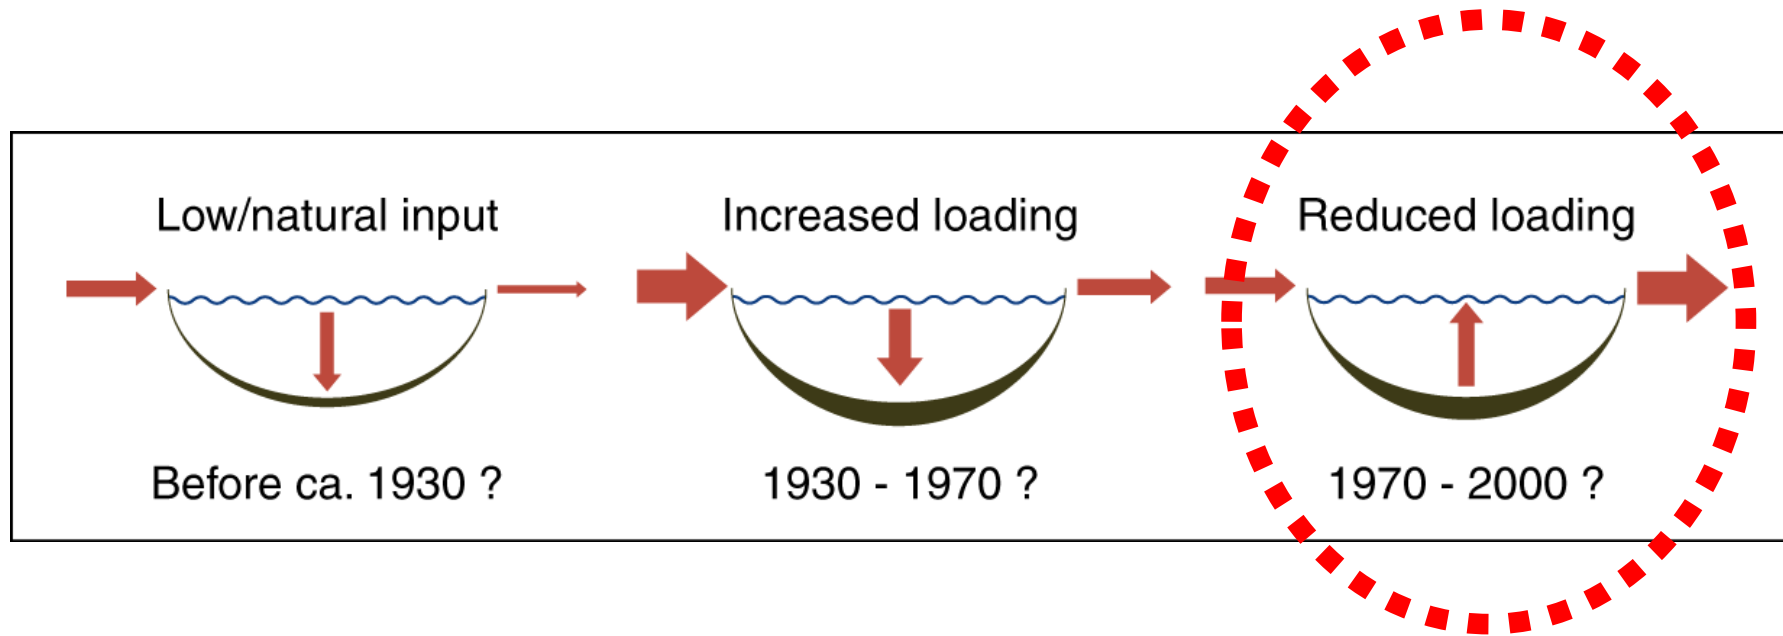 Low/natural input
Increased loading
Reduced loading
Before ca. 1930 ?
1930 - 1970 ?
1970 - 2000 ?